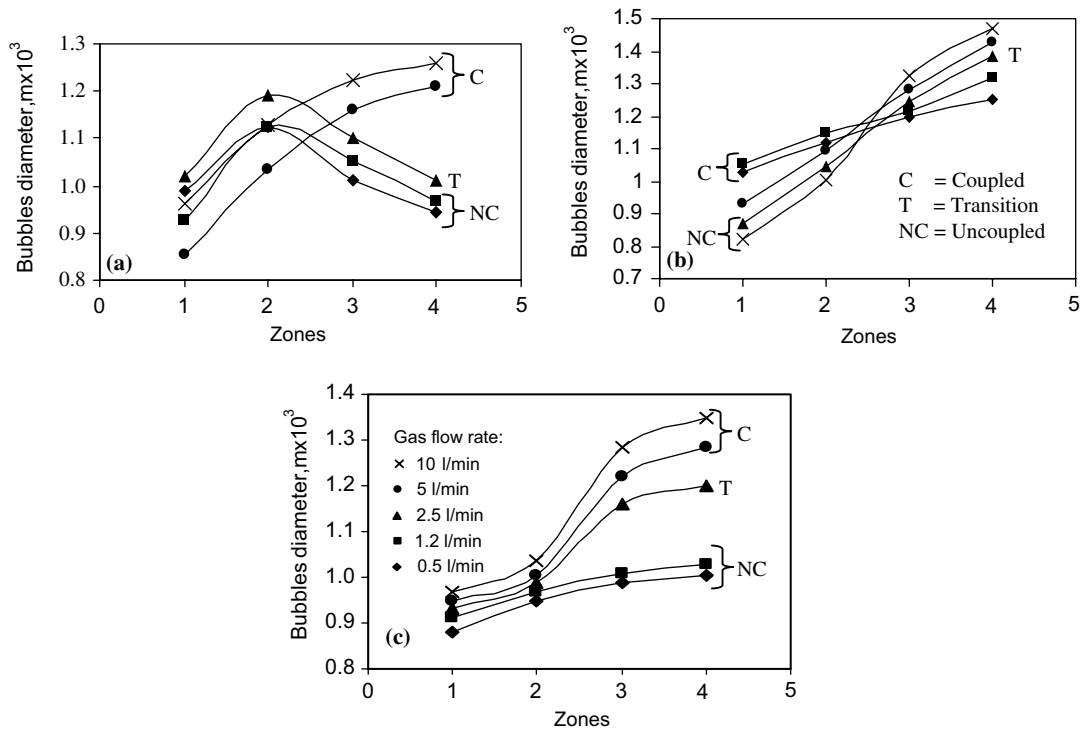 Bubbles diameter,mx10³
1.3
1.2
1.1
1.0
0.9
0.8
0
1
2
3
4
5
Zones
C
T
NC
(a)
Bubbles diameter,mx10³
1.5
1.4
1.3
1.2
1.1
1.0
0.9
0.8
0.7
0
1
2
3
4
5
Zones
T
C
NC
C = Coupled
T = Transition
NC = Uncoupled
(b)
Bubbles diameter,mx10³
1.4
1.3
1.2
1.1
1.0
0.9
0.8
0
1
2
3
4
5
Zones
Gas flow rate:
10 l/min
5 l/min
2.5 l/min
1.2 l/min
0.5 l/min
C
T
NC
(c)